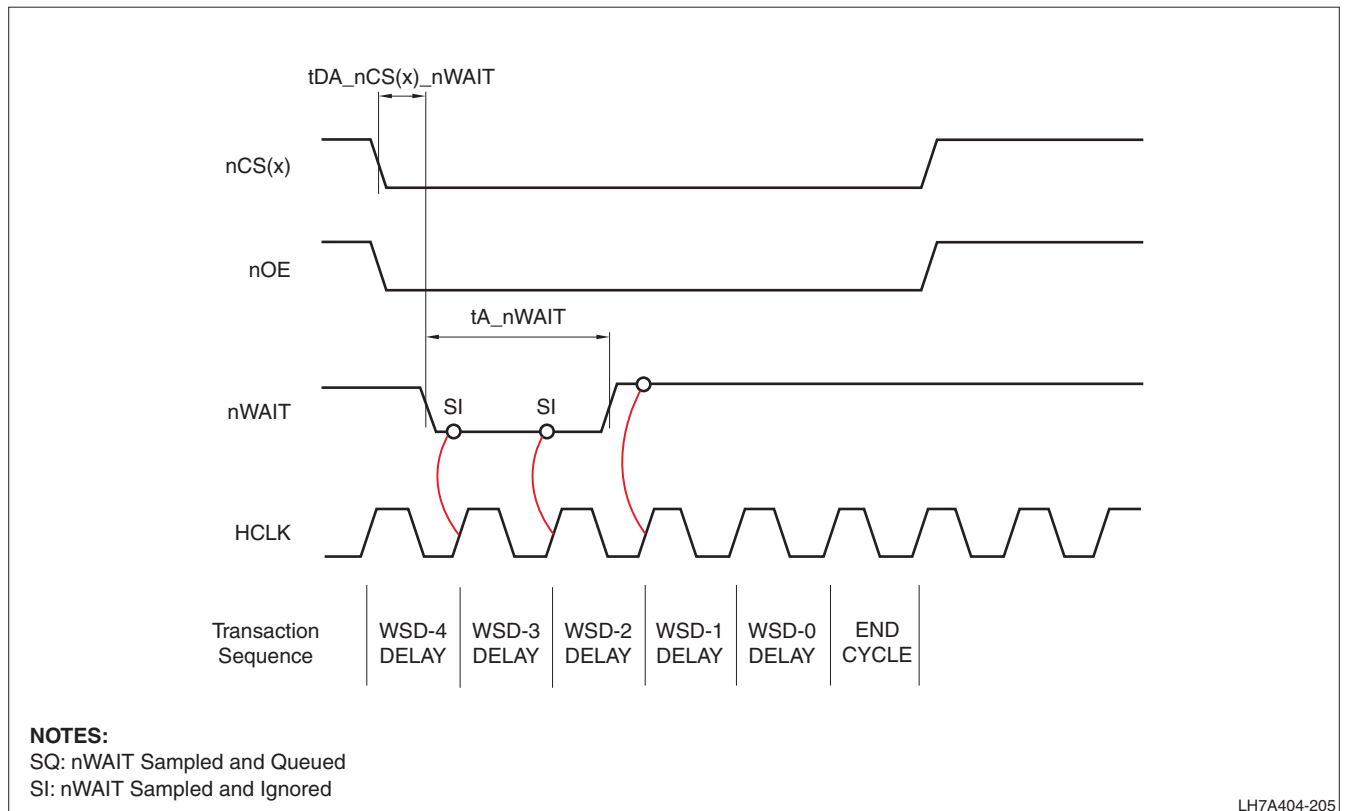 tDA_nCS(x)_nWAIT
nCS(x)
nOE
tA_nWAIT
nWAIT
SI
SI
HCLK
Transaction
Sequence
WSD-4
DELAY
WSD-3
DELAY
WSD-2
DELAY
WSD-1
DELAY
WSD-0
DELAY
END
CYCLE
NOTES:
SQ: nWAIT Sampled and Queued
SI: nWAIT Sampled and Ignored
LH7A404-205